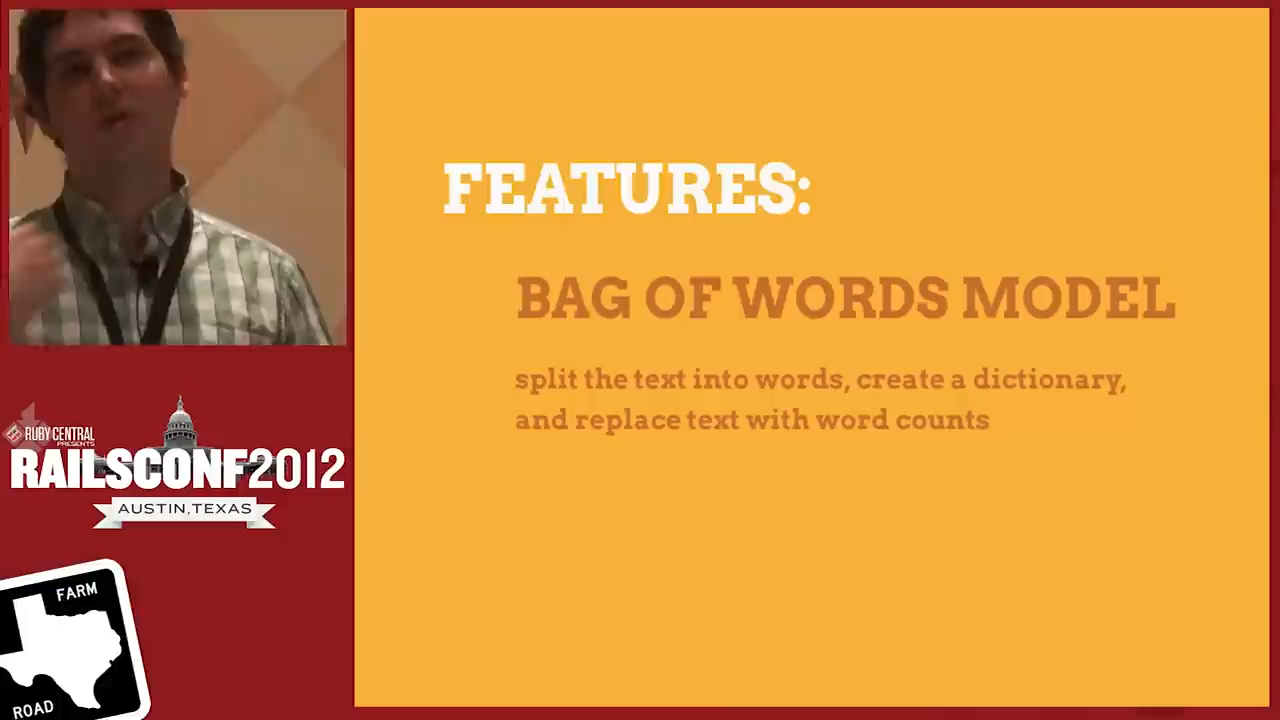 FEATURES:
BAG OF WORDS MODEL
split the text into words, create a dictionary,
and replace text with word counts
RUBY CENTRAL
PRESENTS
RAILSCONF2012
AUSTIN, TEXAS
FARM
ROAD